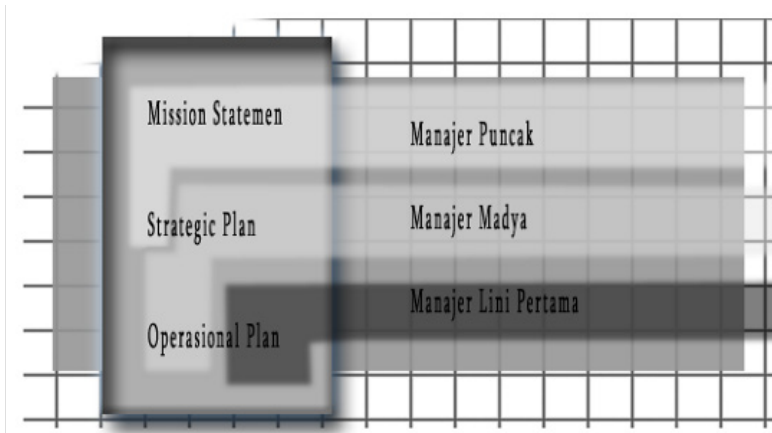 Mission Statemen
Manajer Puncak
Strategic Plan
Manajer Madya
Operasional Plan
Manajer Lini Pertama